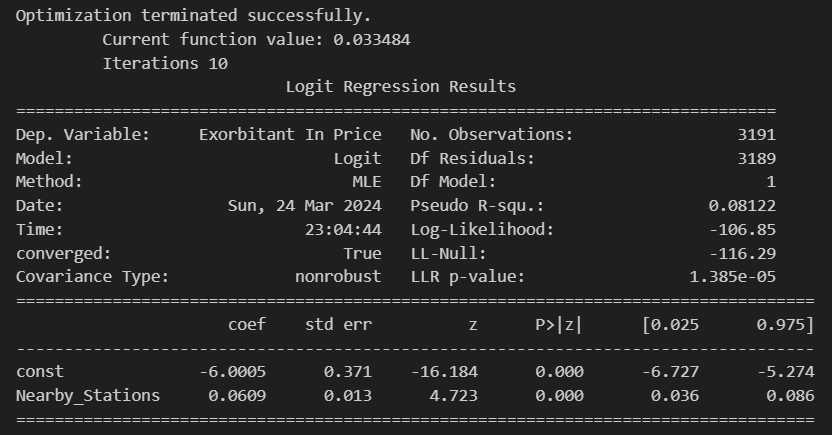 Optimization terminated successfully.
         Current function value: 0.033484
         Iterations 10
                            Logit Regression Results
===============================================================================
Dep. Variable:     Exorbitant In Price   No. Observations:                 3191
Model:                           Logit   Df Residuals:                     3189
Method:                            MLE   Df Model:                            1
Date:                 Sun, 24 Mar 2024   Pseudo R-squ.:                 0.08122
Time:                         23:04:44   Log-Likelihood:                -106.85
converged:                        True   LL-Null:                       -116.29
Covariance Type:             nonrobust   LLR p-value:                 1.385e-05
===================================================================================
                      coef    std err          z      P>|z|      [0.025      0.975]
-----------------------------------------------------------------------------------
const              -6.0005      0.371    -16.184      0.000      -6.727      -5.274
Nearby_Stations     0.0609      0.013      4.723      0.000       0.036       0.086
===================================================================================